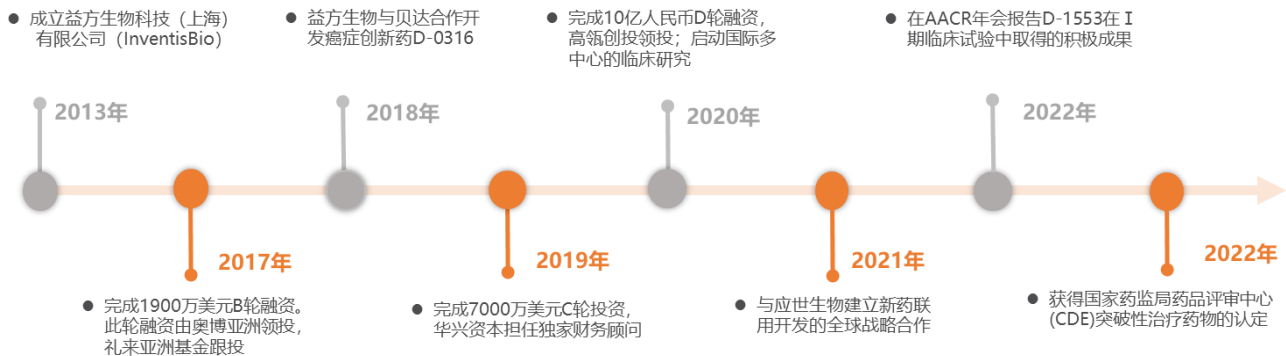 ● 成立益方生物科技（上海）
有限公司（InventisBio）
● 益方生物与贝达合作开
发癌症创新药D-0316
● 完成10亿人民币D轮融资，
高瓴创投领投；启动国际多
中心的临床研究
● 在AACR年会报告D-1553在 I
期临床试验中取得的积极成果
2013年
2018年
2020年
2022年
2017年
2019年
2021年
2022年
● 完成1900万美元B轮融资。
此轮融资由奥博亚洲领投，
礼来亚洲基金跟投
● 完成7000万美元C轮投资，
华兴资本担任独家财务顾问
● 与应世生物建立新药联
用开发的全球战略合作
● 获得国家药监局药品评审中心
(CDE)突破性治疗药物的认定